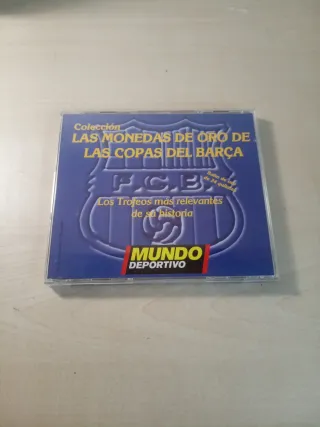 Colección
LAS MONEDAS DE ORO DE
LAS COPAS DEL BARÇA
F.C.B.
Los Trofeos más relevantes
de su historia
MUNDO
DEPORTIVO